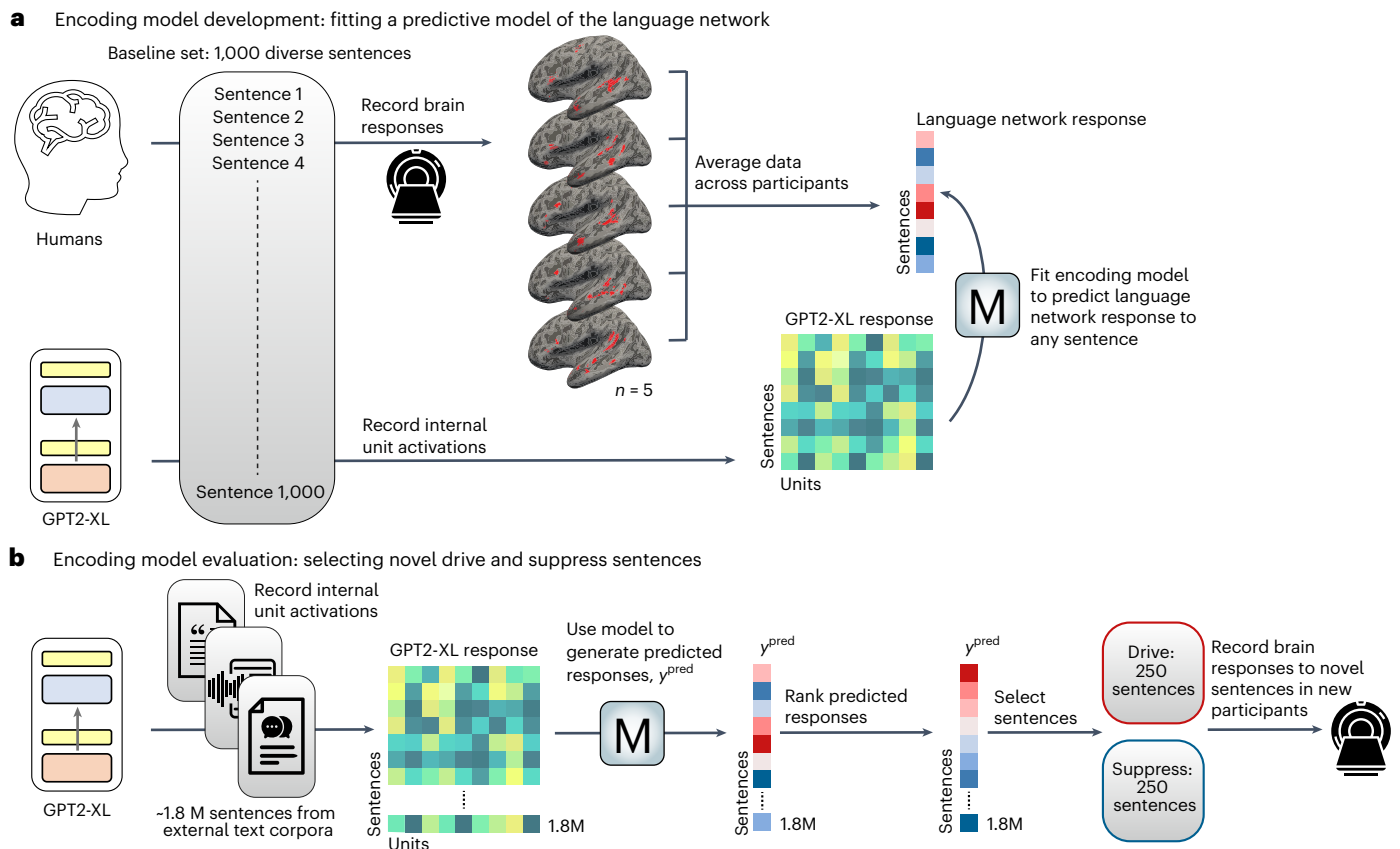 a Encoding model development: fitting a predictive model of the language network
Baseline set: 1,000 diverse sentences
Sentence 1
Sentence 2
Sentence 3
Sentence 4
Sentence 1,000
Humans
GPT2-XL
Record brain
responses
n = 5
Average data
across participants
Language network response
Sentences
Record internal
unit activations
GPT2-XL response
Sentences
Units
M
Fit encoding model
to predict language
network response to
any sentence
b Encoding model evaluation: selecting novel drive and suppress sentences
GPT2-XL
Record internal
unit activations
~1.8 M sentences from
external text corpora
GPT2-XL response
Sentences
1.8M
Units
Use model to
generate predicted
responses, y^pred
M
y^pred
Sentences
1.8M
Rank predicted
responses
y^pred
Sentences
1.8M
Select
sentences
Drive:
250
sentences
Suppress:
250
sentences
Record brain
responses to novel
sentences in new
participants